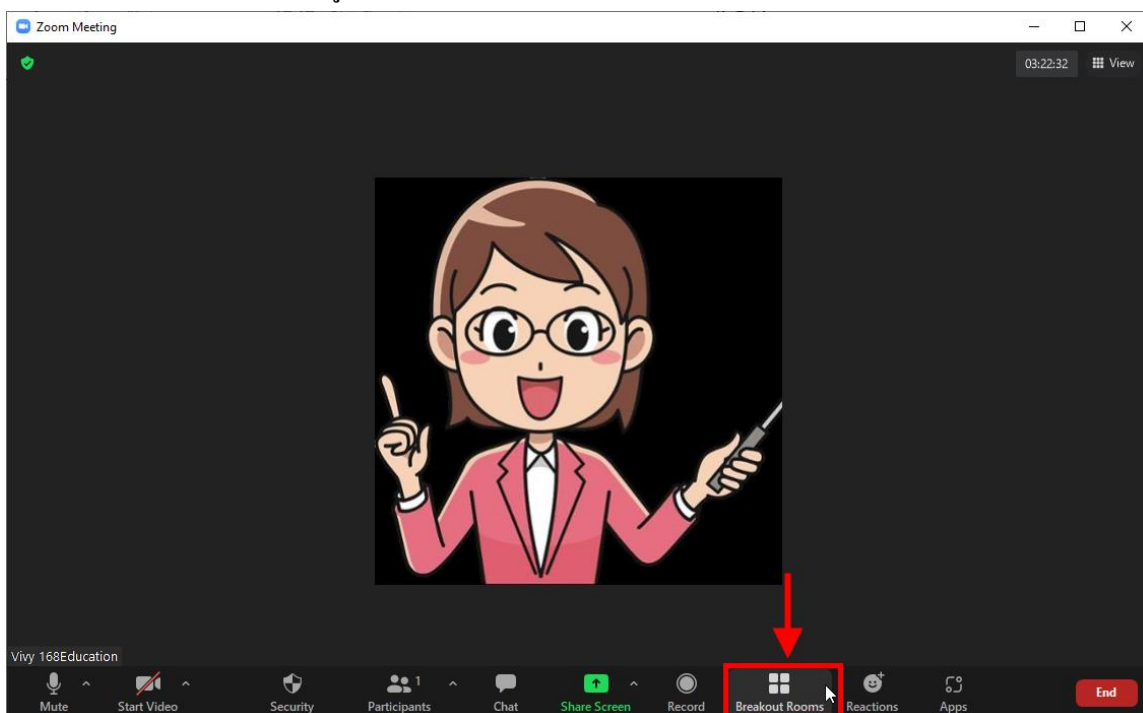 Zoom Meeting
03:22:32
View
Vivy 168Education
Mute
Start Video
Security
1
Participants
Chat
Share Screen
Record
Breakout Rooms
Reactions
Apps
End